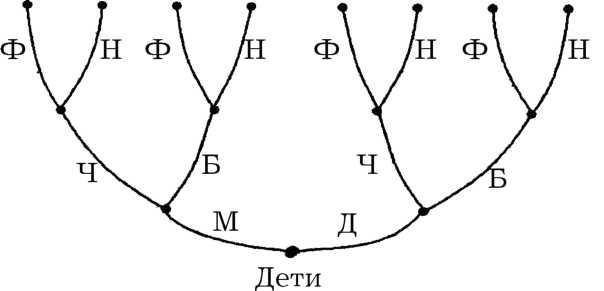 Ф Н Ф Н Ф Н Ф Н
Ч Б Ч Б
М Д
Дети